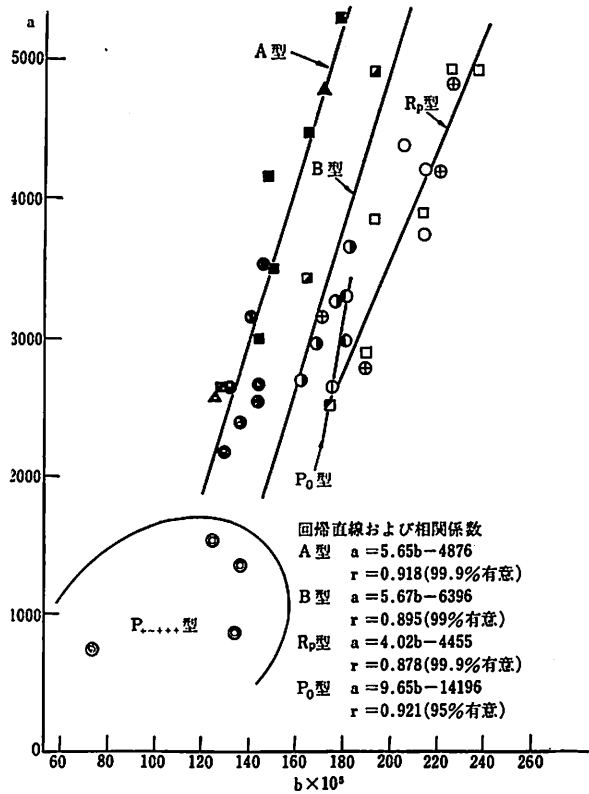 a
5000
A型
Rp型
B型
4000
3000
P₀型
2000
回帰直線および相関係数
A型 a=5.65b−4876
r=0.918(99.9%有意)
B型 a=5.67b−6396
r=0.895(99%有意)
1000
P₊₋₊₊₊型
Rp型 a=4.02b−4455
r=0.878(99.9%有意)
P₀型 a=9.65b−14196
r=0.921(95%有意)
0
60 80 100 120 140 160 180 200 220 240 260
b×10⁵